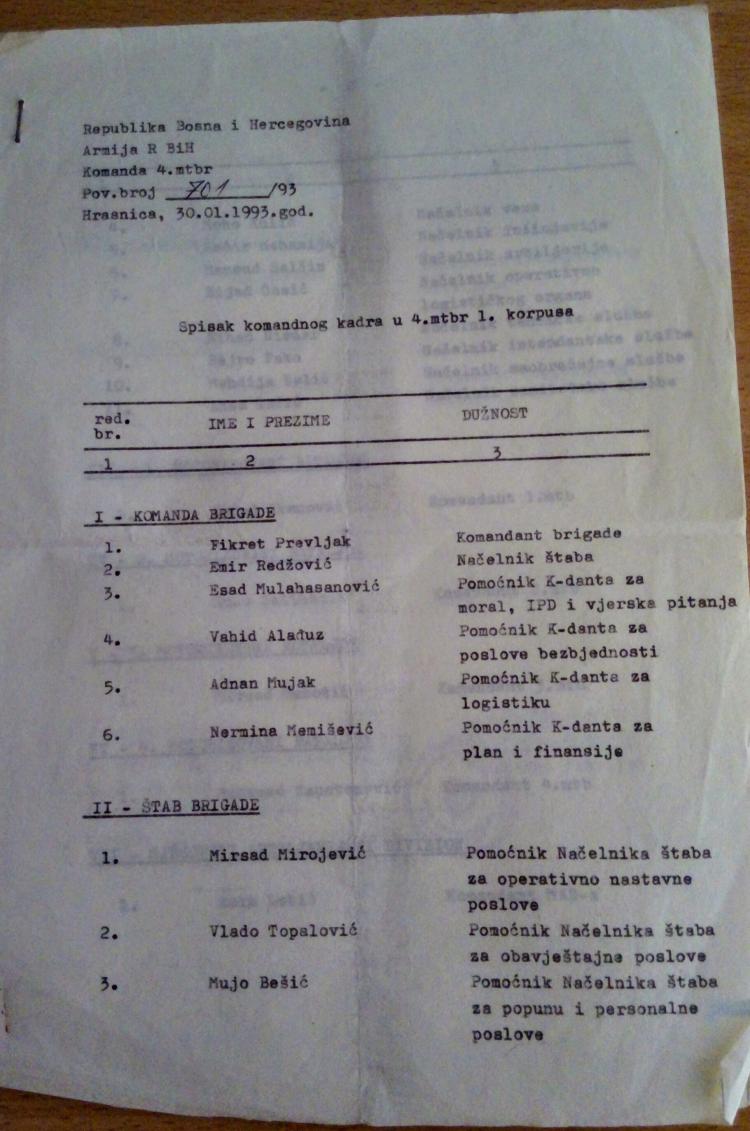 Republika Bosna i Hercegovina
Armija R BiH
Komanda 4.mtbr
Pov.broj 701/93
Hrasnica, 30.01.1993.god.
Spisak komandnog kadra u 4.mtbr 1. korpusa
red. br. IME I PREZIME DUŽNOST
1 2 3
I - KOMANDA BRIGADE
1. Fikret Prevljak Komandant brigade
2. Emir Redžović Načelnik štaba
3. Esad Mulahasanović Pomoćnik K-danta za
moral, IPD i vjerska pitanja
4. Vahid Alađuz Pomoćnik K-danta za
poslove bezbjednosti
5. Adnan Mujak Pomoćnik K-danta za
logistiku
6. Nermina Memišević Pomoćnik K-danta za
plan i finansije
II - ŠTAB BRIGADE
1. Mirsad Mirojević Pomoćnik Načelnika štaba
za operativno nastavne
poslove
2. Vlado Topalović Pomoćnik Načelnika štaba
za obavještajne poslove
3. Mujo Bešić Pomoćnik Načelnika štaba
za popunu i personalne
poslove